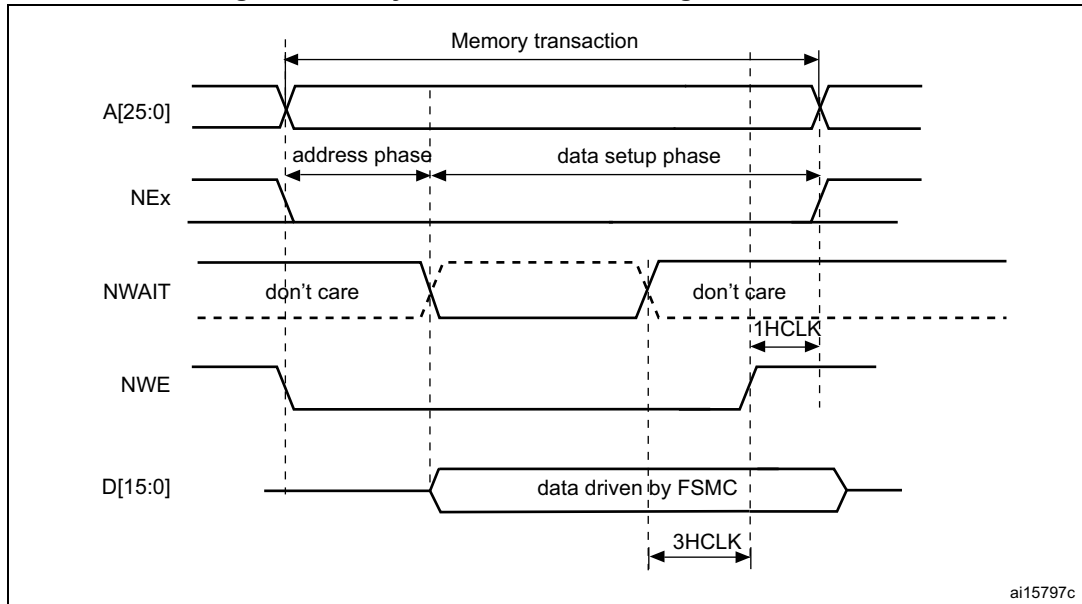 Memory transaction
A[25:0]
address phase
data setup phase
NEx
NWAIT
don't care
don't care
1HCLK
NWE
D[15:0]
data driven by FSMC
3HCLK
ai15797c